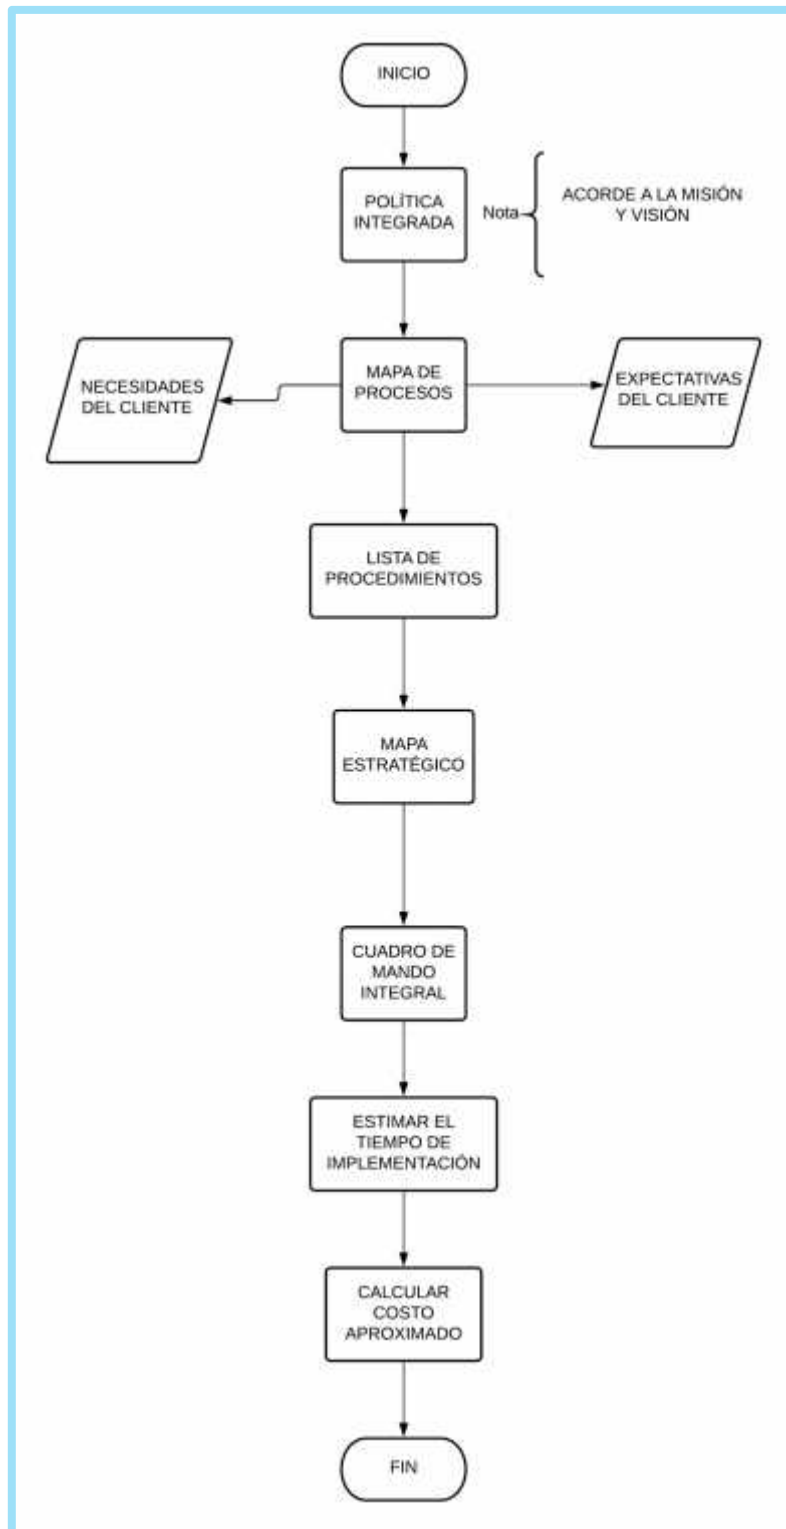 INICIO
POLÍTICA
INTEGRADA
Nota
ACORDE A LA MISIÓN
Y VISIÓN
NECESIDADES
DEL CLIENTE
MAPA DE
PROCESOS
EXPECTATIVAS
DEL CLIENTE
LISTA DE
PROCEDIMIENTOS
MAPA
ESTRATÉGICO
CUADRO DE
MANDO
INTEGRAL
ESTIMAR EL
TIEMPO DE
IMPLEMENTACIÓN
CALCULAR
COSTO
APROXIMADO
FIN